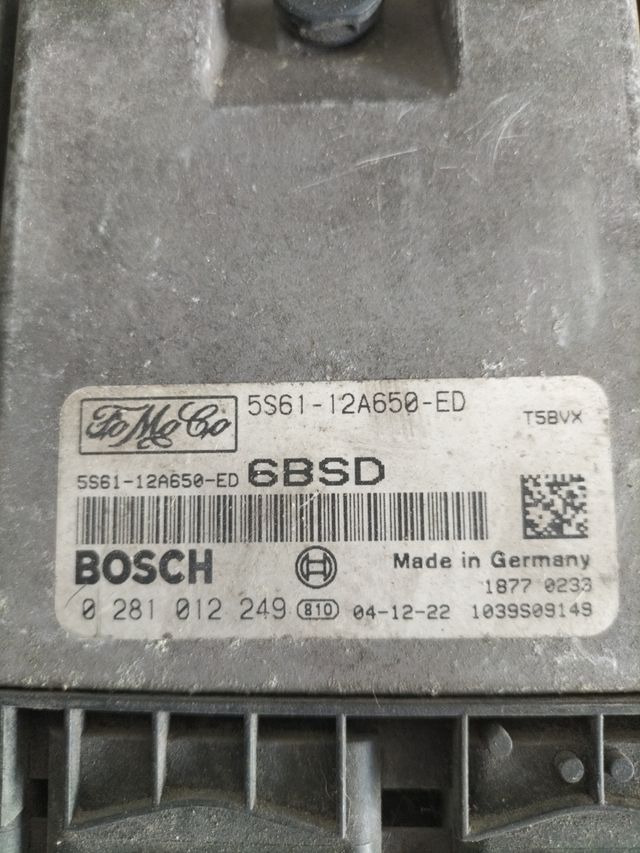 FoMoCo 5S61-12A650-ED
T5BVX
5S61-12A650-ED 6BSD
BOSCH Made in Germany
1877 0233
0 281 012 249 810 04-12-22 1039S09149